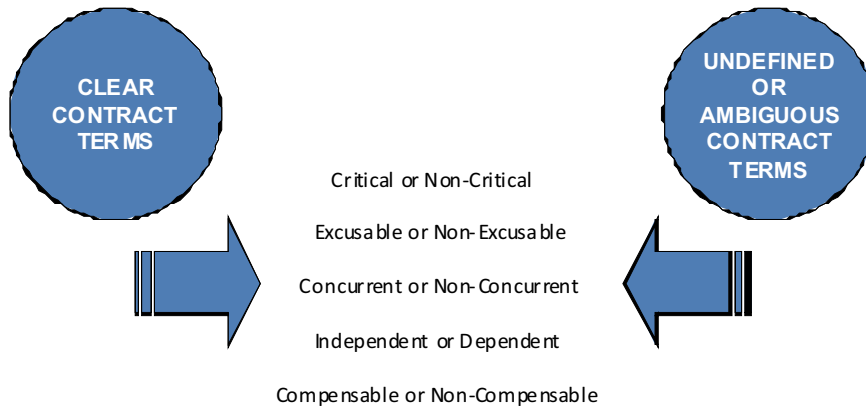 CLEAR
CONTRACT
TERMS
UNDEFINED
OR
AMBIGUOUS
CONTRACT
TERMS
Critical or Non-Critical
Excusable or Non-Excusable
Concurrent or Non-Concurrent
Independent or Dependent
Compensable or Non-Compensable